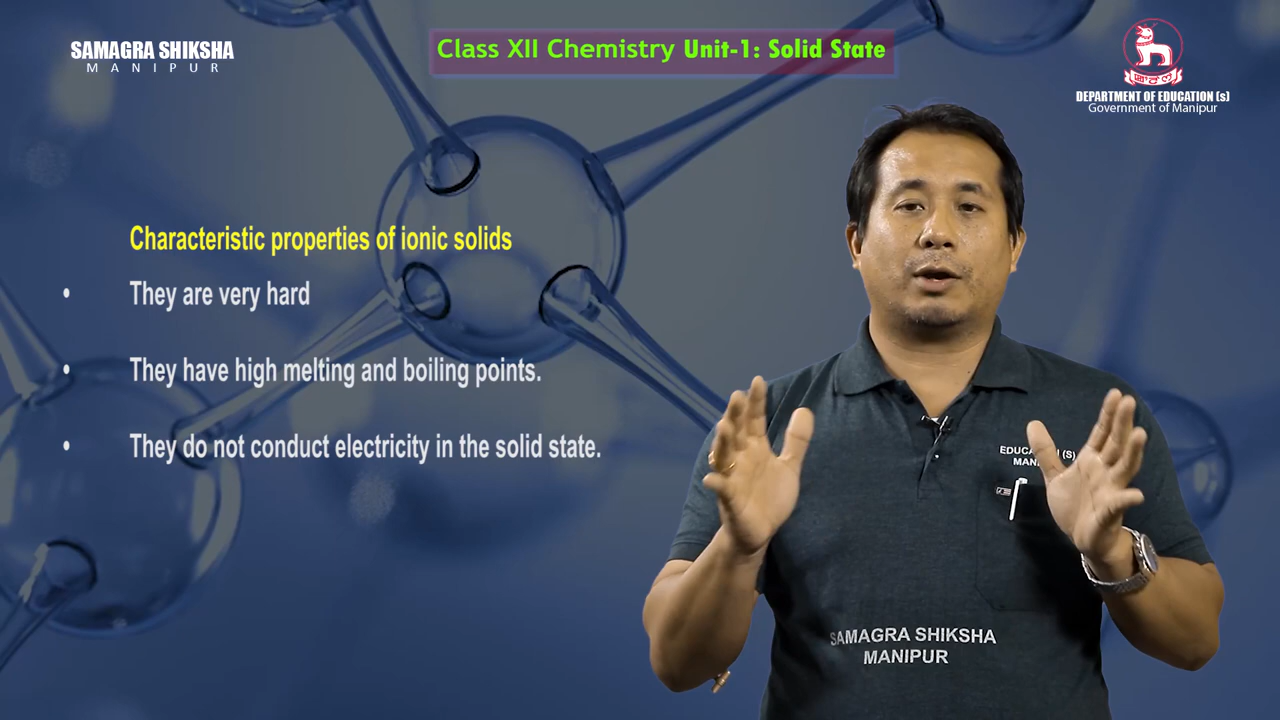 SAMAGRA SHIKSHA
MANIPUR
Class XII Chemistry Unit-1: Solid State
DEPARTMENT OF EDUCATION (s)
Government of Manipur
Characteristic properties of ionic solids
• They are very hard
• They have high melting and boiling points.
• They do not conduct electricity in the solid state.
SAMAGRA SHIKSHA
MANIPUR